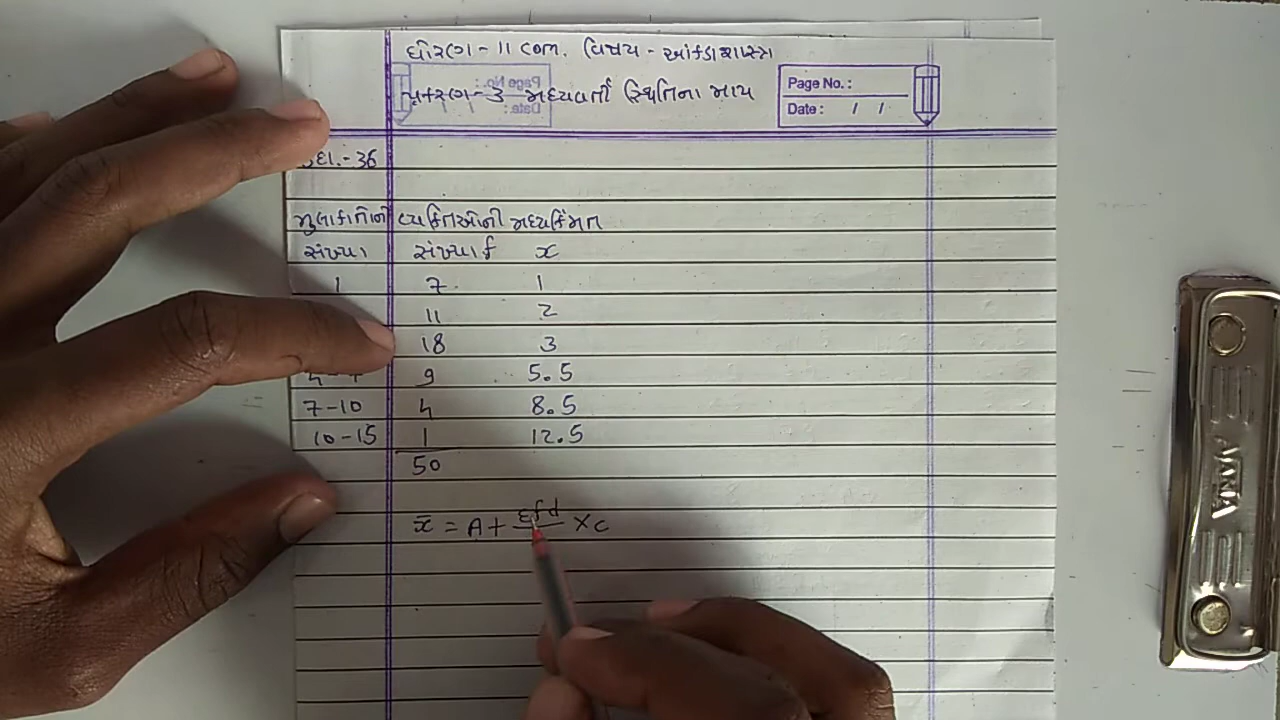 ધોરણ - 11 com. વિષય - આંકડાશાસ્ત્ર
પ્રકરણ - 3 મધ્યવર્તી સ્થિતિના માપ
Page No. :
Date : / /
દા.-36
મુલાકાતોની વ્યક્તિઓની મધ્યકિંમત
સંખ્યા સંખ્યા f x
1 7 1
11 2
18 3
9 5.5
7-10 4 8.5
10-15 1 12.5
50
x̄ = A + Σfd × c
AJANTA